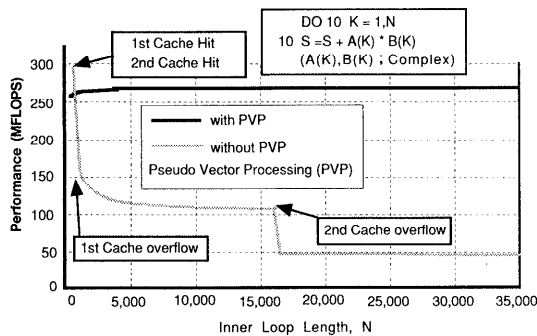 DO 10 K = 1,N
10 S =S + A(K) * B(K)
(A(K),B(K) ; Complex)
1st Cache Hit
2nd Cache Hit
Performance (MFLOPS)
300
250
200
150
100
50
0
with PVP
without PVP
Pseudo Vector Processing (PVP)
1st Cache overflow
2nd Cache overflow
0
5,000
10,000
15,000
20,000
25,000
30,000
35,000
Inner Loop Length, N